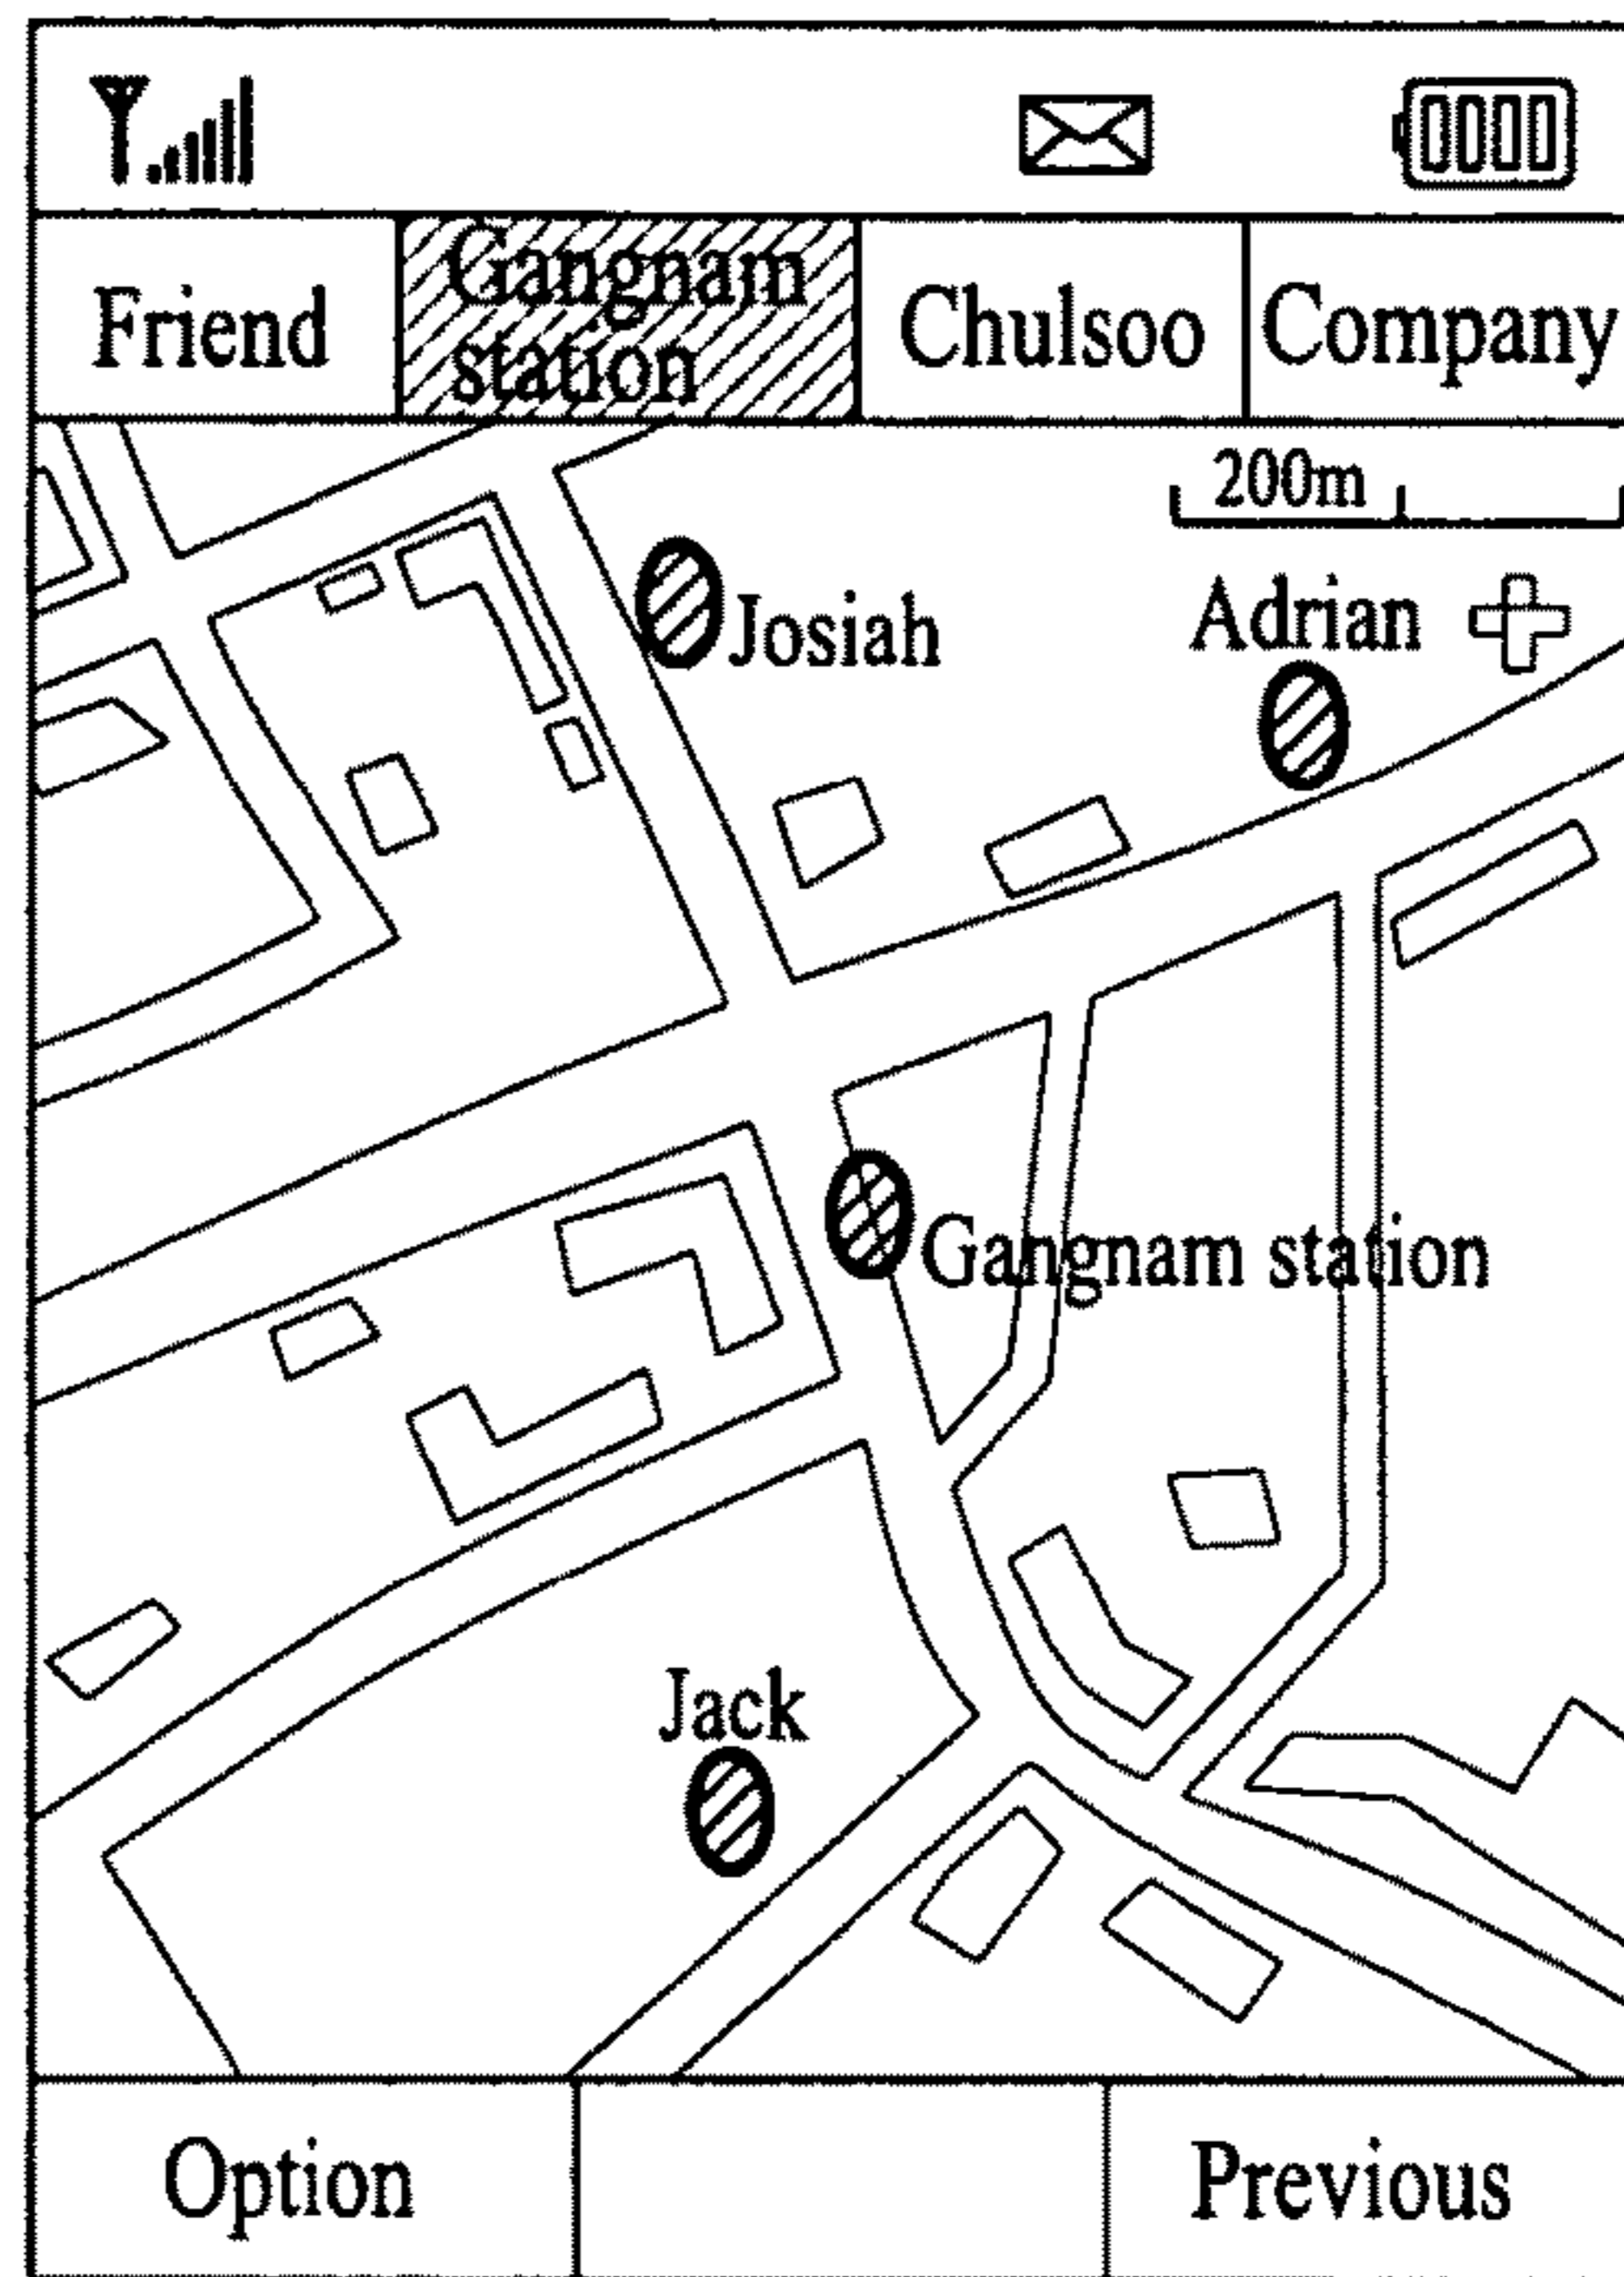 Friend
Gangnam
station
Chulsoo
Company
200m
Josiah
Adrian
Gangnam station
Jack
Option
Previous